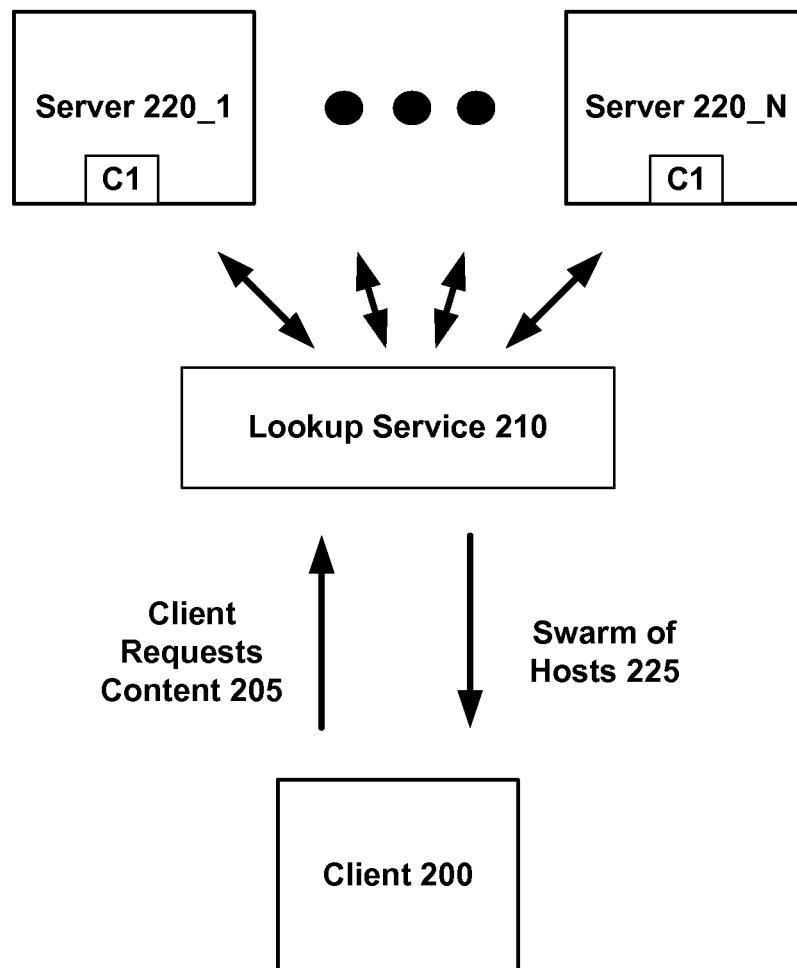 Server 220_1
C1
Server 220_N
C1
Lookup Service 210
Client
Requests
Content 205
Swarm of
Hosts 225
Client 200